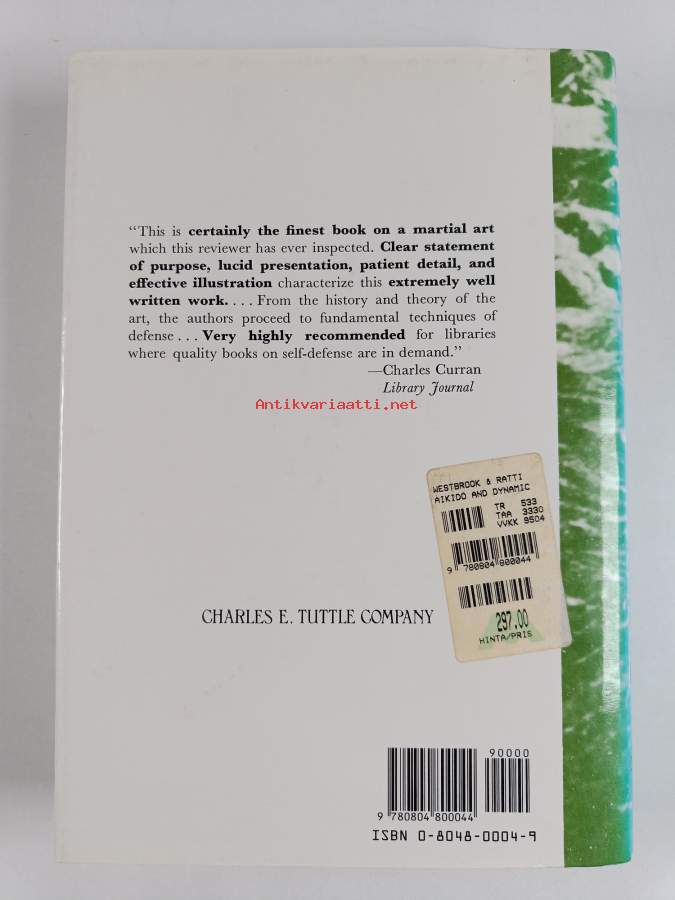 “This is certainly the finest book on a martial art
which this reviewer has ever inspected. Clear statement
of purpose, lucid presentation, patient detail, and
effective illustration characterize this extremely well
written work. . . . From the history and theory of the
art, the authors proceed to fundamental techniques of
defense . . . Very highly recommended for libraries
where quality books on self-defense are in demand.”
—Charles Curran
Library Journal
Antikvariaatti.net
WESTBROOK & RATTI
AIKIDO AND DYNAMIC
TR 533
TAA 3330
VVKK 9504
9 780804 800044
297.00
HINTA/PRIS
CHARLES E. TUTTLE COMPANY
90000
9 780804 800044
ISBN 0-8048-0004-9